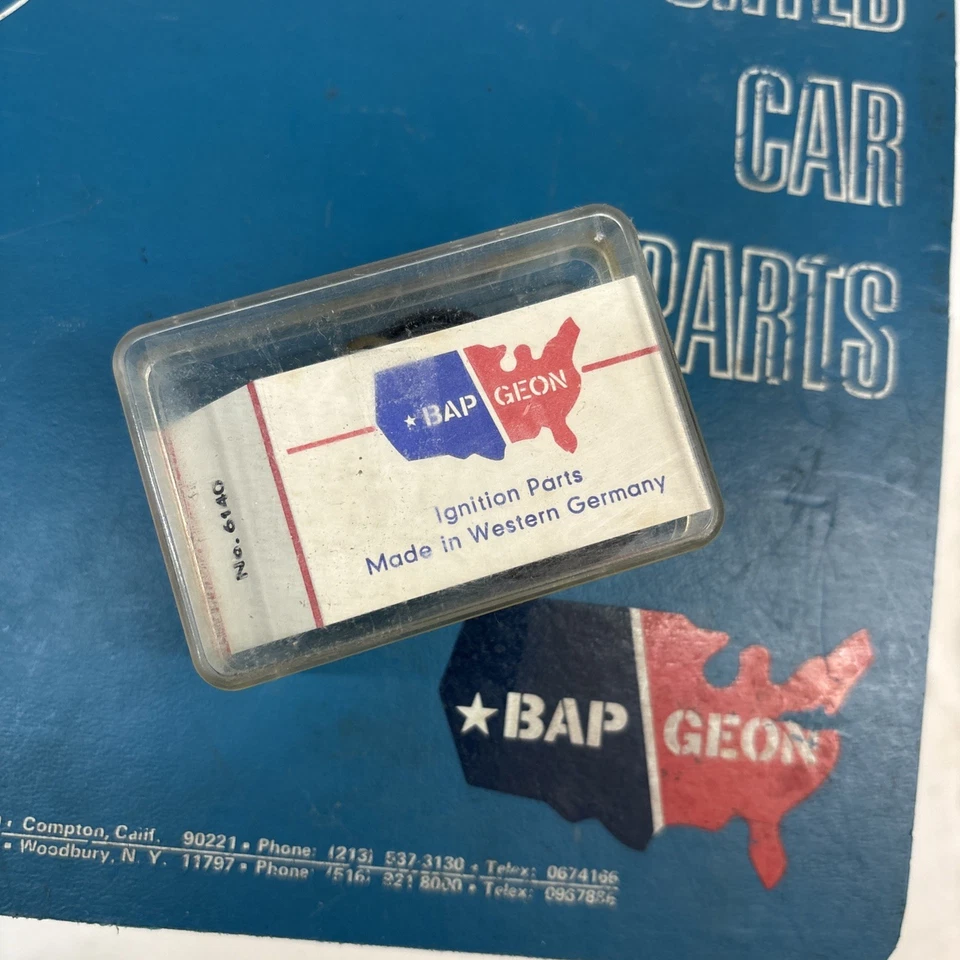 CAR
PARTS
BAP GEON
Ignition Parts
Made in Western Germany
No. 6140
BAP GEON
Compton, Calif. 90221 • Phone: (213) 537-3130 • Telex: 0674166
Woodbury, N. Y. 11797 • Phone (516) 921 8000 • Telex: